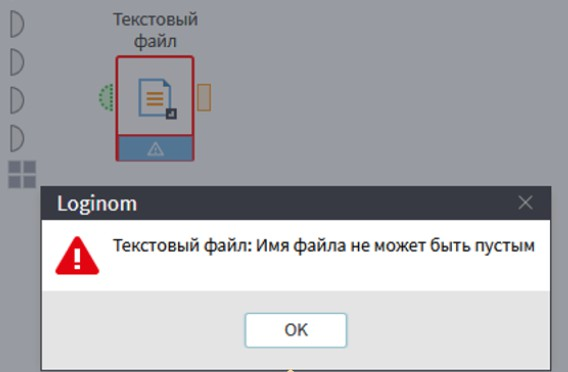 Текстовый
файл
Loginom
Текстовый файл: Имя файла не может быть пустым
OK